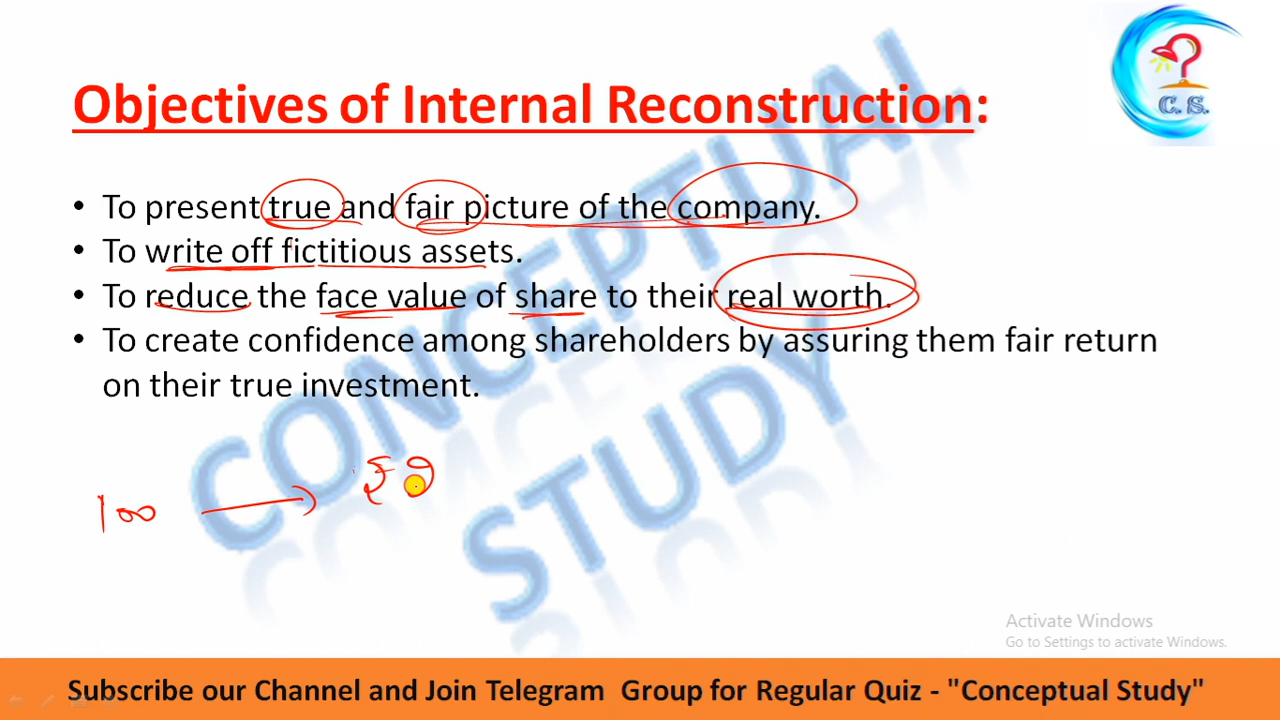 C. S.
Objectives of Internal Reconstruction:
• To present true and fair picture of the company.
• To write off fictitious assets.
• To reduce the face value of share to their real worth.
• To create confidence among shareholders by assuring them fair return
on their true investment.
CONCEPTUAL
STUDY
100
Activate Windows
Go to Settings to activate Windows.
Subscribe our Channel and Join Telegram Group for Regular Quiz - "Conceptual Study"